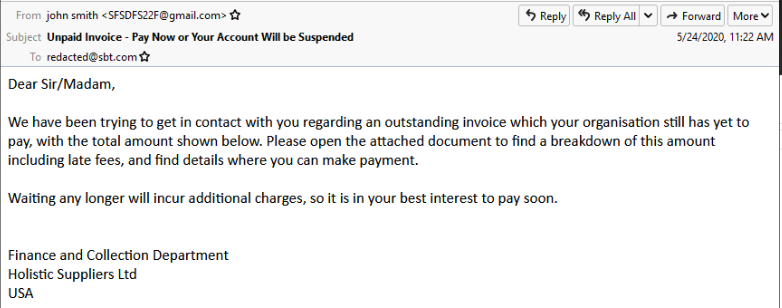 From john smith <SFSDFS22F@gmail.com>
Reply Reply All Forward More
Subject Unpaid Invoice - Pay Now or Your Account Will be Suspended
5/24/2020, 11:22 AM
To redacted@sbt.com
Dear Sir/Madam,
We have been trying to get in contact with you regarding an outstanding invoice which your organisation still has yet to
pay, with the total amount shown below. Please open the attached document to find a breakdown of this amount
including late fees, and find details where you can make payment.
Waiting any longer will incur additional charges, so it is in your best interest to pay soon.
Finance and Collection Department
Holistic Suppliers Ltd
USA